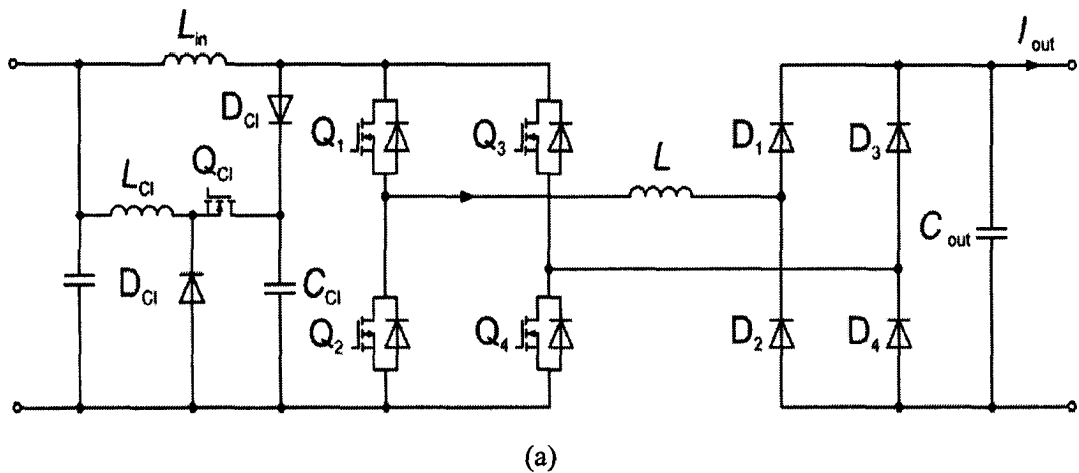 L_in
I_out
D_Cl
Q_1
Q_3
D_1
D_3
Q_Cl
L_Cl
L
C_out
D_Cl
C_Cl
Q_2
Q_4
D_2
D_4
(a)